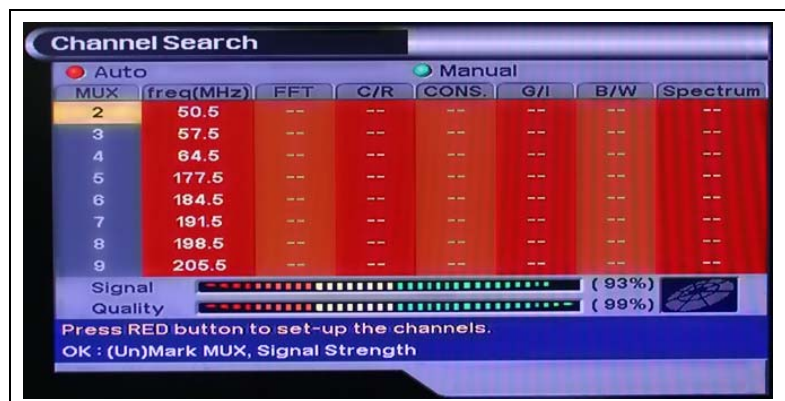 Channel Search
Auto Manual
MUX freq(MHz) FFT C/R CONS. G/I B/W Spectrum
2 50.5 -- -- -- -- -- --
3 57.5 -- -- -- -- -- --
4 64.5 -- -- -- -- -- --
5 177.5 -- -- -- -- -- --
6 184.5 -- -- -- -- -- --
7 191.5 -- -- -- -- -- --
8 198.5 -- -- -- -- -- --
9 205.5 -- -- -- -- -- --
Signal ( 93%)
Quality ( 99%)
Press RED button to set-up the channels.
OK : (Un)Mark MUX, Signal Strength